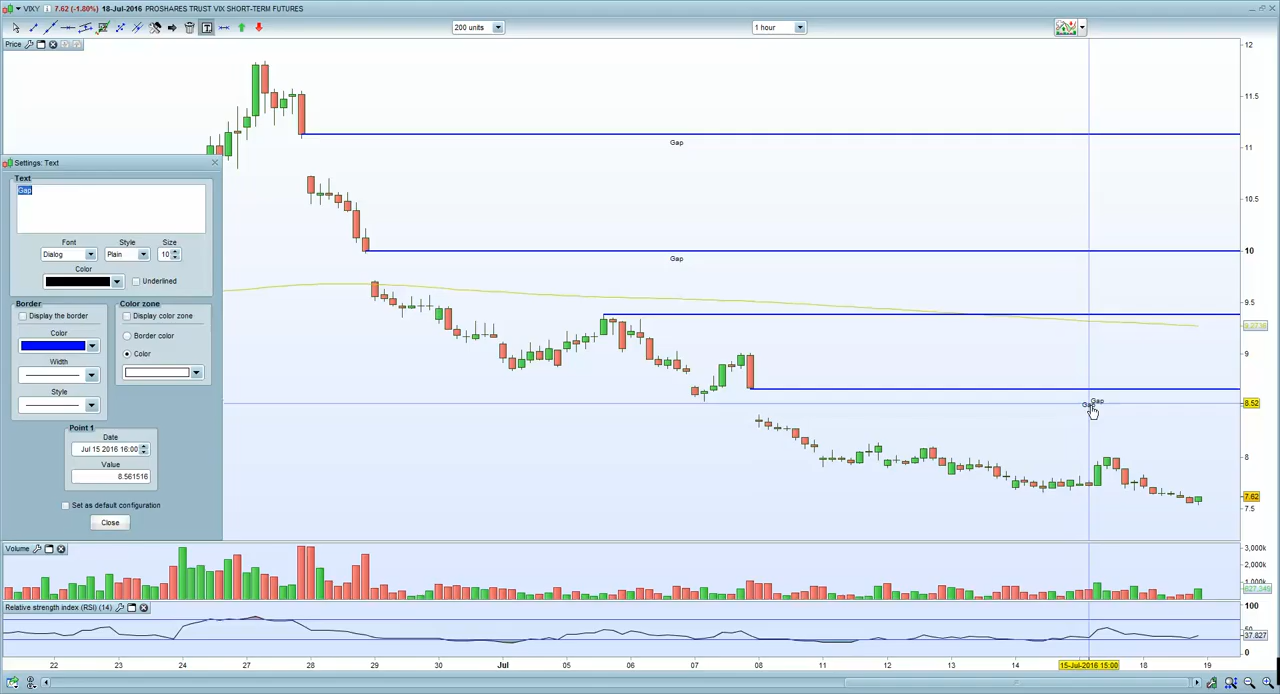 VIXY 7.62 (-1.80%) 18-Jul-2016 PROSHARES TRUST VIX SHORT-TERM FUTURES
200 units
1 hour
Price
12
11.5
11
10
9.5
9.2716
9
8.52
8
7.62
7.5
Gap
Gap
Gap
Gap
Settings: Text
Text
Gap
Font
Style
Size
Dialog
Plain
10
Color
Underlined
Border
Color zone
Display the border
Display color zone
Color
Border color
Width
Color
Style
Point 1
Date
Jul 15 2016 16:00
Value
8.561516
Set as default configuration
Close
Volume
3,000k
2,000k
1,000k
Relative strength index (RSI) (14)
100
37.827
0
22 23 24 27 28 29 30 Jul 05 06 07 08 11 12 13 14 15-Jul-2016 15:00 18 19